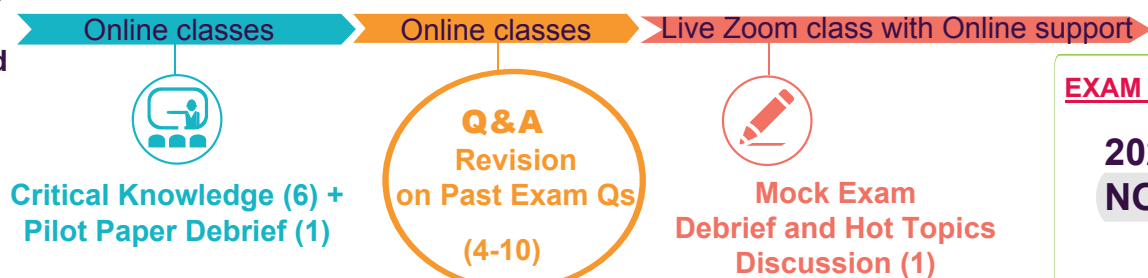 Online classes
Online classes
Live Zoom class with Online support
Critical Knowledge (6) +
Pilot Paper Debrief (1)
Q&A
Revision
on Past Exam Qs
(4-10)
Mock Exam
Debrief and Hot Topics
Discussion (1)
EXAM